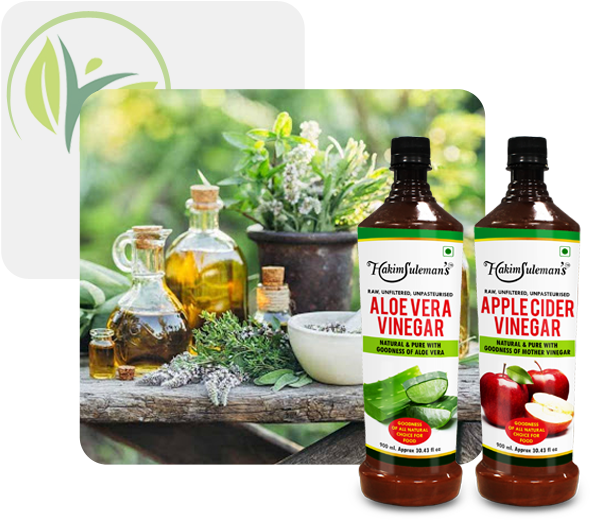 HakimSuleman's
RAW, UNFILTERED, UNPASTEURISED
ALOE VERA
VINEGAR
NATURAL & PURE WITH
GOODNESS OF ALOE VERA
GOODNESS
OF ALL NATURAL
CHOICE FOR
FOOD
900 ml. Approx 30.43 fl oz
HakimSuleman's
RAW, UNFILTERED, UNPASTEURISED
APPLE CIDER
VINEGAR
NATURAL & PURE WITH
GOODNESS OF MOTHER VINEGAR
GOODNESS
OF ALL NATURAL
CHOICE FOR
FOOD
900 ml. Approx 30.43 fl oz